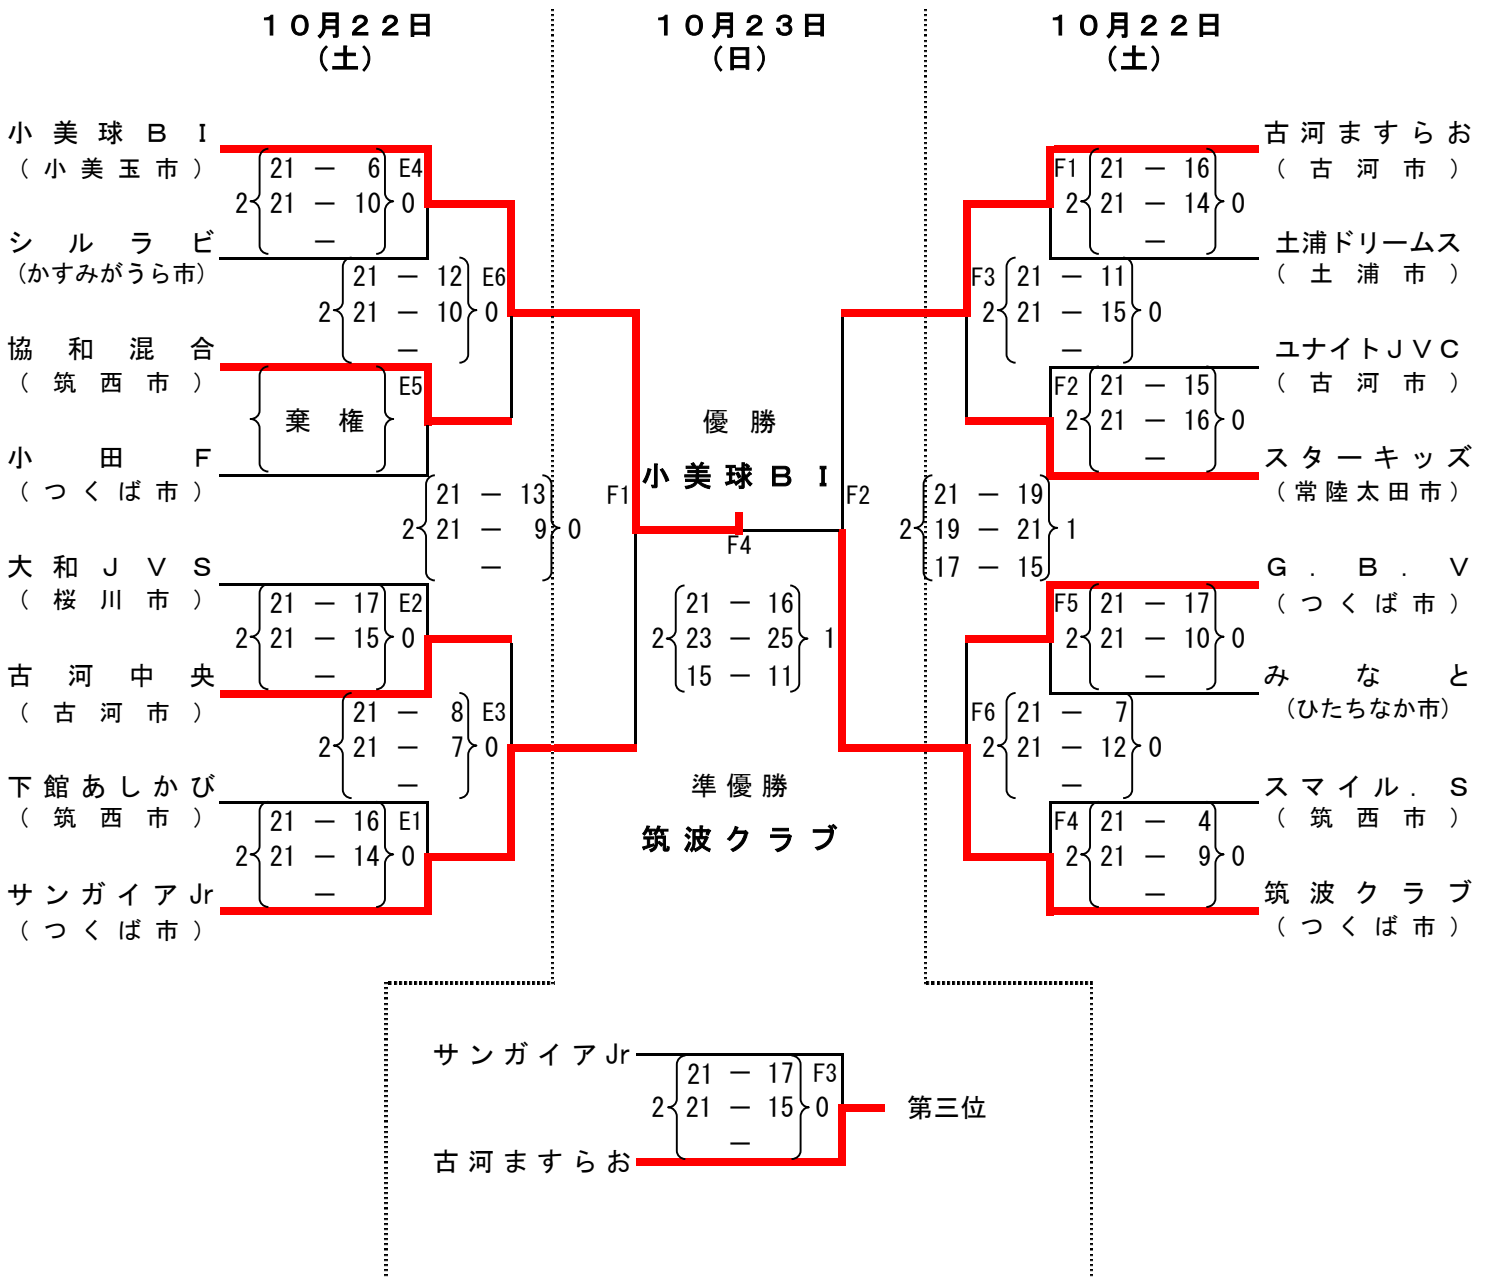 １０月２２日
（土）
１０月２３日
（日）
１０月２２日
（土）
小美球ＢＩ
（小美玉市）
シルラビ
（かすみがうら市）
協和混合
（筑西市）
小田Ｆ
（つくば市）
大和ＪＶＳ
（桜川市）
古河中央
（古河市）
下館あしかび
（筑西市）
サンガイアJr
（つくば市）
21 － 6 E4
2 21 － 10 0
－
21 － 12 E6
2 21 － 10 0
－
E5
棄権
21 － 13 F1
2 21 － 9 0
－
21 － 17 E2
2 21 － 15 0
－
21 － 8 E3
2 21 － 7 0
－
21 － 16 E1
2 21 － 14 0
－
優勝
小美球ＢＩ
F4
21 － 16
2 23 － 25 1
15 － 11
準優勝
筑波クラブ
F1 21 － 16
2 21 － 14 0
－
F3 21 － 11
2 21 － 15 0
－
F2 21 － 15
2 21 － 16 0
－
F2 21 － 19
2 19 － 21 1
17 － 15
F5 21 － 17
2 21 － 10 0
－
F6 21 － 7
2 21 － 12 0
－
F4 21 － 4
2 21 － 9 0
－
古河ますらお
（古河市）
土浦ドリームス
（土浦市）
ユナイトＪＶＣ
（古河市）
スターキッズ
（常陸太田市）
Ｇ．Ｂ．Ｖ
（つくば市）
みなと
（ひたちなか市）
スマイル．Ｓ
（筑西市）
筑波クラブ
（つくば市）
サンガイアJr
21 － 17 F3
2 21 － 15 0
－
第三位
古河ますらお